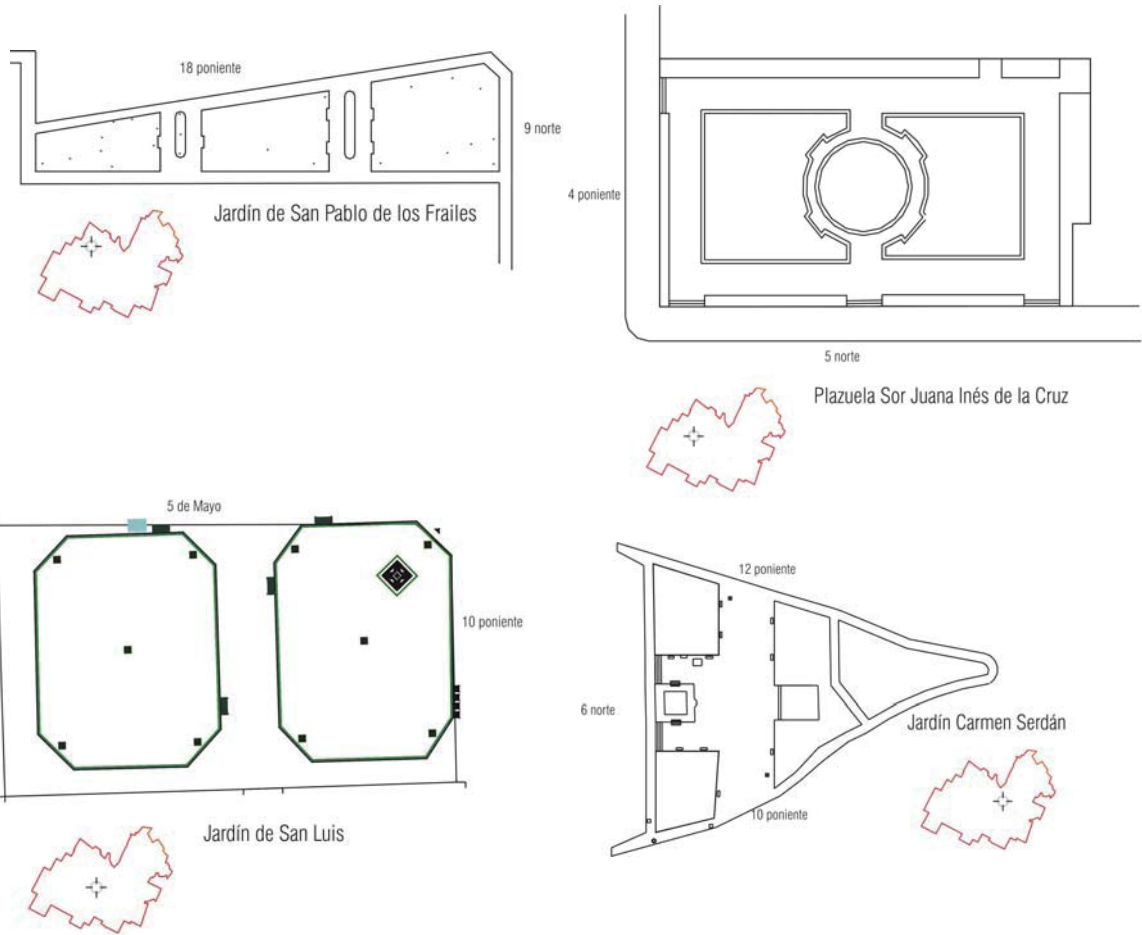 18 poniente
9 norte
Jardín de San Pablo de los Frailes
4 poniente
5 norte
Plazuela Sor Juana Inés de la Cruz
5 de Mayo
10 poniente
Jardín de San Luis
12 poniente
6 norte
Jardín Carmen Serdán
10 poniente